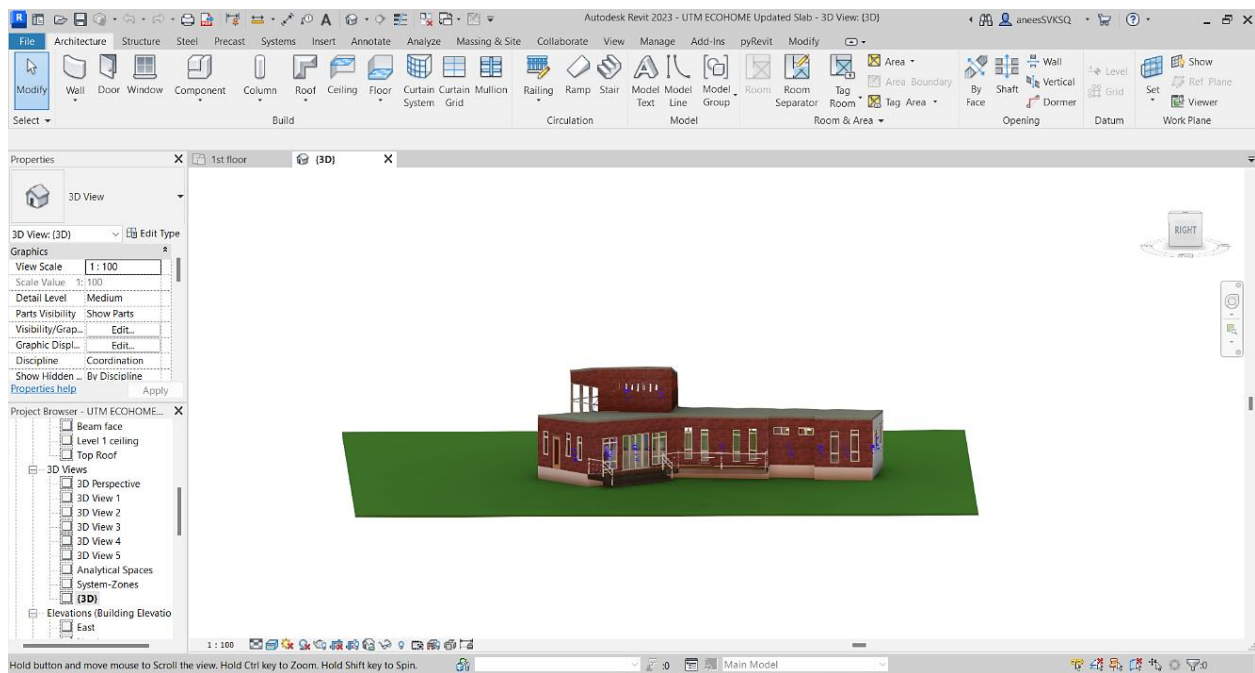 Autodesk Revit 2023 - UTM ECOHOME Updated Slab - 3D View: {3D}
aneesSVKSQ
File Architecture Structure Steel Precast Systems Insert Annotate Analyze Massing & Site Collaborate View Manage Add-Ins pyRevit Modify
Modify Wall Door Window Component Column Roof Ceiling Floor Curtain System Curtain Grid Mullion Railing Ramp Stair Model Text Model Line Model Group Room Room Separator Tag Room
Area
Area Boundary
Tag Area
By Face Shaft
Wall
Vertical
Dormer
Level
Grid
Set
Show
Ref Plane
Viewer
Select Build Circulation Model Room & Area Opening Datum Work Plane
Properties X 1st floor {3D} X
3D View
3D View: {3D} Edit Type
Graphics
View Scale 1 : 100
Scale Value 1: 100
Detail Level Medium
Parts Visibility Show Parts
Visibility/Grap... Edit...
Graphic Displ... Edit...
Discipline Coordination
Show Hidden ... By Discipline
Properties help Apply
RIGHT
Project Browser - UTM ECOHOME... X
Beam face
Level 1 ceiling
Top Roof
3D Views
3D Perspective
3D View 1
3D View 2
3D View 3
3D View 4
3D View 5
Analytical Spaces
System-Zones
{3D}
Elevations (Building Elevatio
East
1 : 100
Hold button and move mouse to Scroll the view. Hold Ctrl key to Zoom. Hold Shift key to Spin. :0 Main Model :0